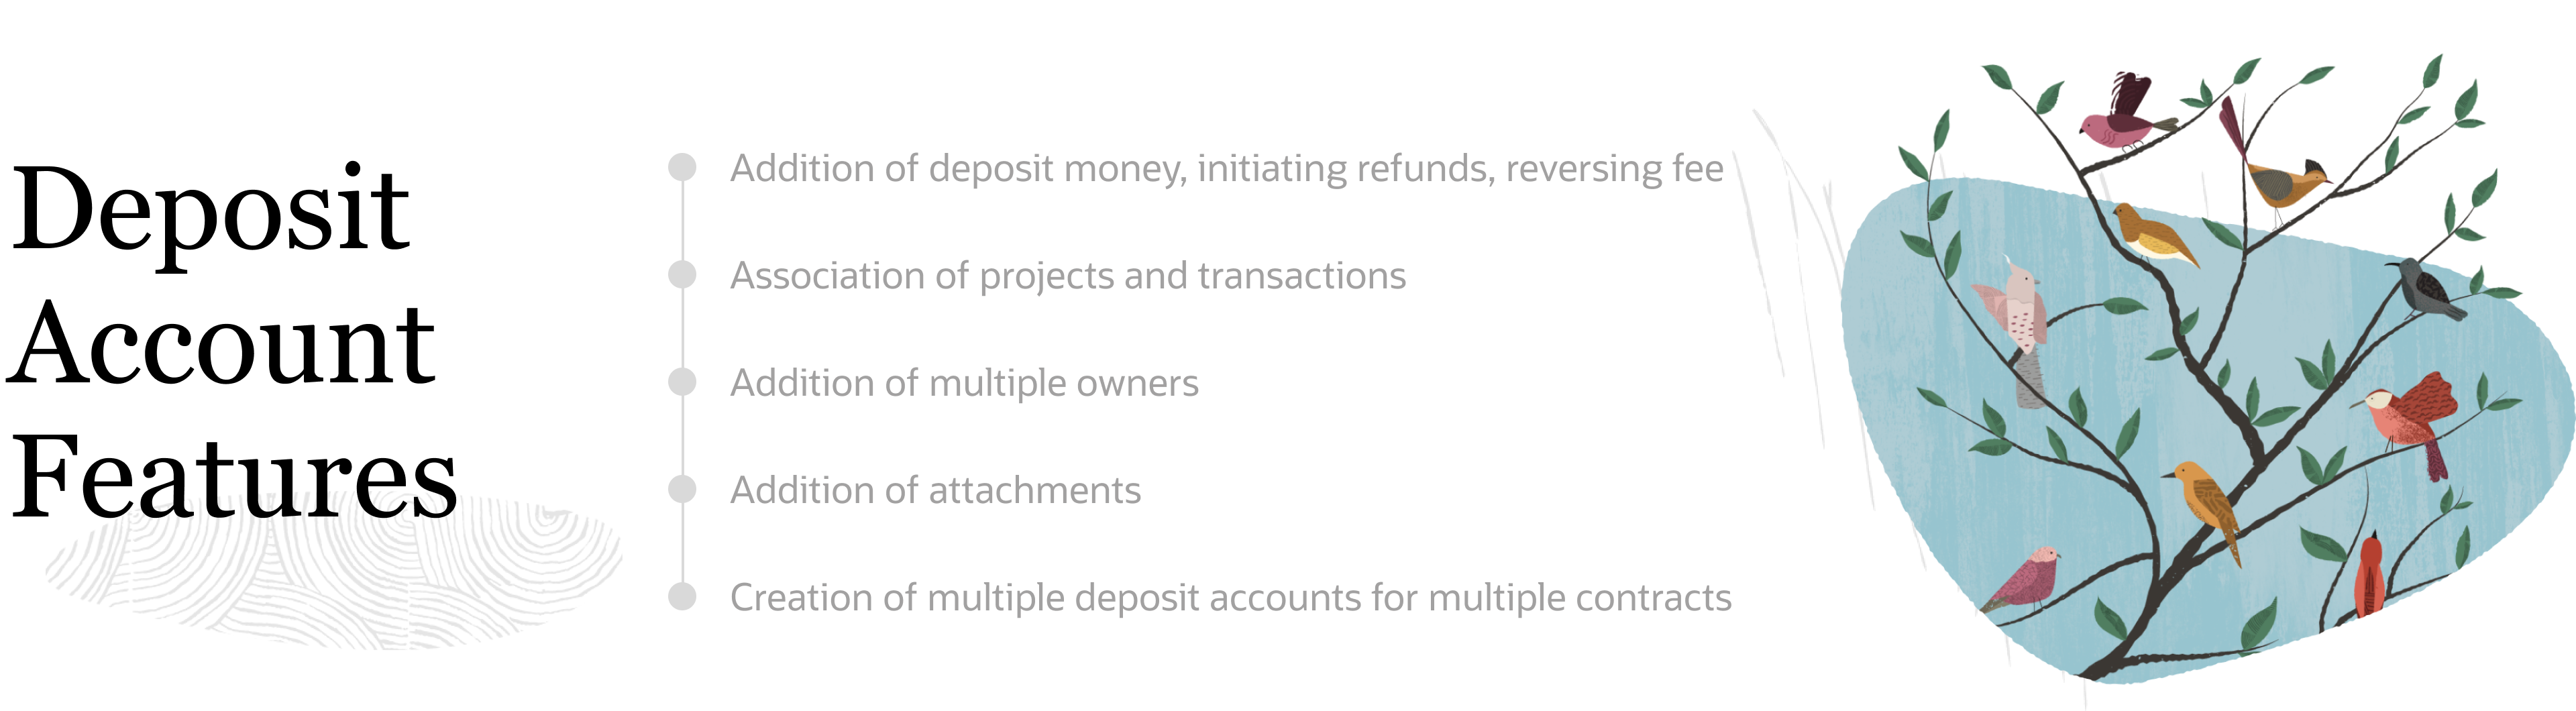 Deposit
Account
Features
Addition of deposit money, initiating refunds, reversing fee
Association of projects and transactions
Addition of multiple owners
Addition of attachments
Creation of multiple deposit accounts for multiple contracts